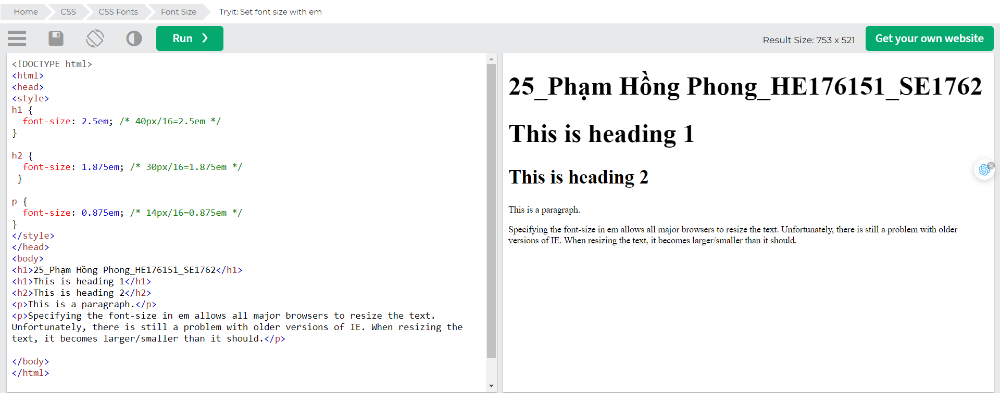 Home CSS CSS Fonts Font Size Tryit: Set font size with em
Run ❯ Result Size: 753 x 521 Get your own website
<!DOCTYPE html>
<html>
<head>
<style>
h1 {
  font-size: 2.5em; /* 40px/16=2.5em */
}

h2 {
  font-size: 1.875em; /* 30px/16=1.875em */
 }

p {
  font-size: 0.875em; /* 14px/16=0.875em */
}
</style>
</head>
<body>
<h1>25_Phạm Hồng Phong_HE176151_SE1762</h1>
<h1>This is heading 1</h1>
<h2>This is heading 2</h2>
<p>This is a paragraph.</p>
<p>Specifying the font-size in em allows all major browsers to resize the text.
Unfortunately, there is still a problem with older versions of IE. When resizing the
text, it becomes larger/smaller than it should.</p>

</body>
</html>
25_Phạm Hồng Phong_HE176151_SE1762
This is heading 1
This is heading 2
This is a paragraph.
Specifying the font-size in em allows all major browsers to resize the text. Unfortunately, there is still a problem with older
versions of IE. When resizing the text, it becomes larger/smaller than it should.